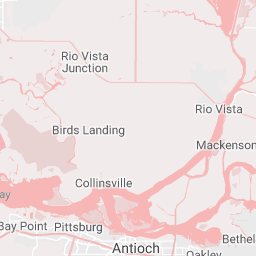 Rio Vista
Junction
Rio Vista
Birds Landing
Mackenson
Collinsville
ay
Bay Point
Pittsburg
Antioch
Oakley
Bethel